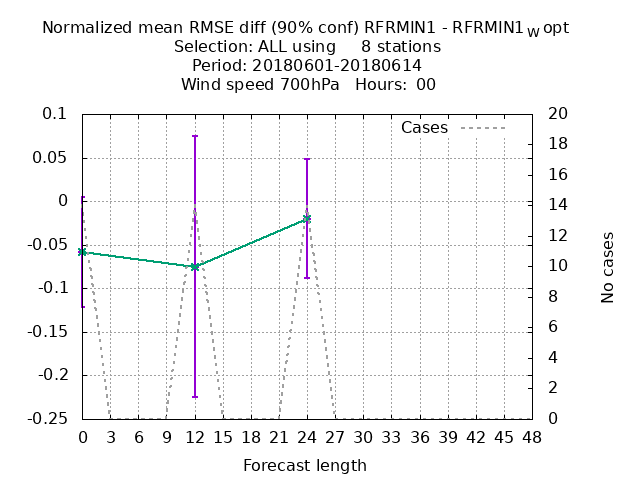 Normalized mean RMSE diff (90% conf) RFRMIN1 - RFRMIN1W opt
Selection: ALL using 8 stations
Period: 20180601-20180614
Wind speed 700hPa Hours: 00
Cases
0.1
0.05
0
-0.05
-0.1
-0.15
-0.2
-0.25
20
18
16
14
12
10
8
6
4
2
0
No cases
0 3 6 9 12 15 18 21 24 27 30 33 36 39 42 45 48
Forecast length